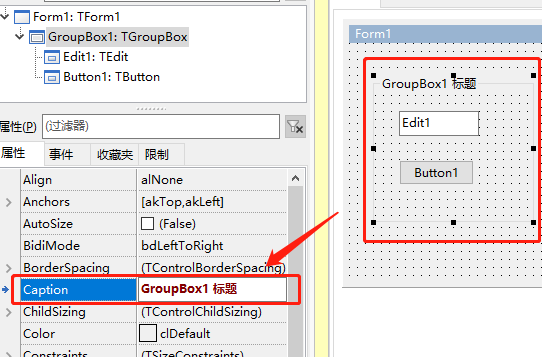 Form1: TForm1
GroupBox1: TGroupBox
Edit1: TEdit
Button1: TButton
属性(P) (过滤器)
属性 事件 收藏夹 限制
Align alNone
Anchors [akTop,akLeft]
AutoSize (False)
BidiMode bdLeftToRight
BorderSpacing (TControlBorderSpacing)
Caption GroupBox1 标题
ChildSizing (TControlChildSizing)
Color clDefault
Constraints (TSizeConstraints)
Form1
GroupBox1 标题
Edit1
Button1